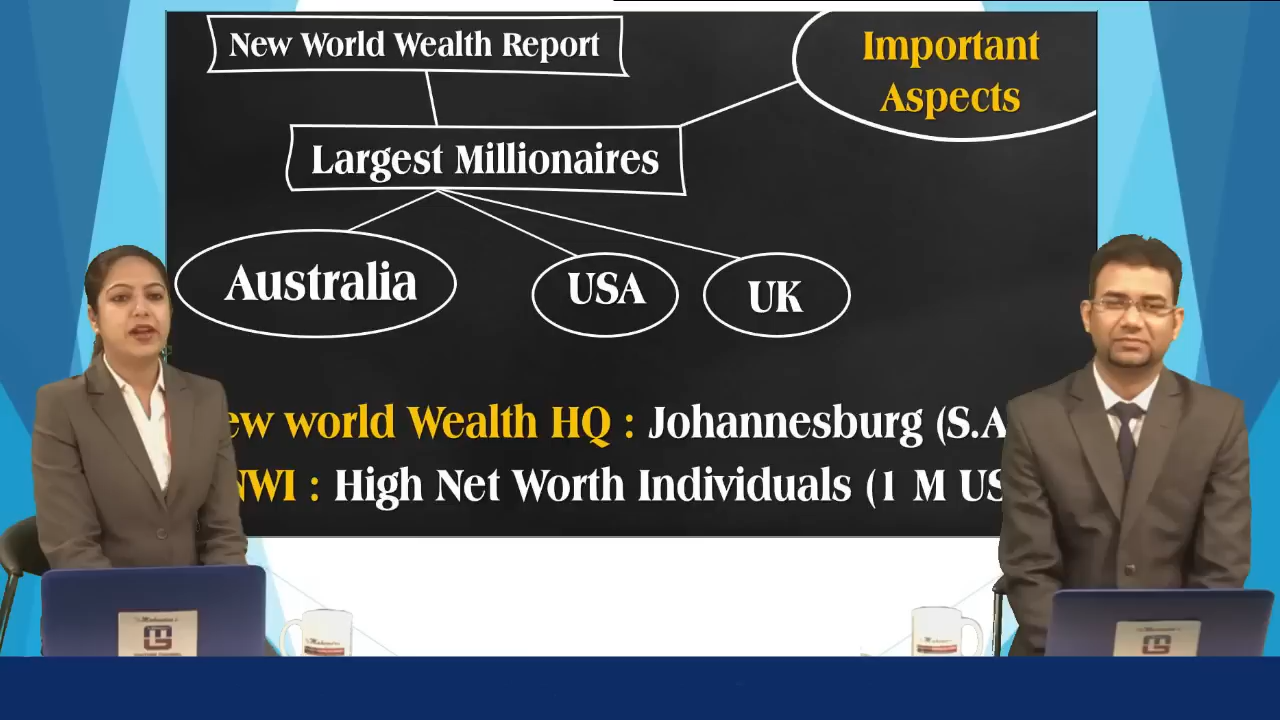 New World Wealth Report
Important
Aspects
Largest Millionaires
Australia
USA
UK
ew world Wealth HQ : Johannesburg (S.A
NWI : High Net Worth Individuals (1 M US